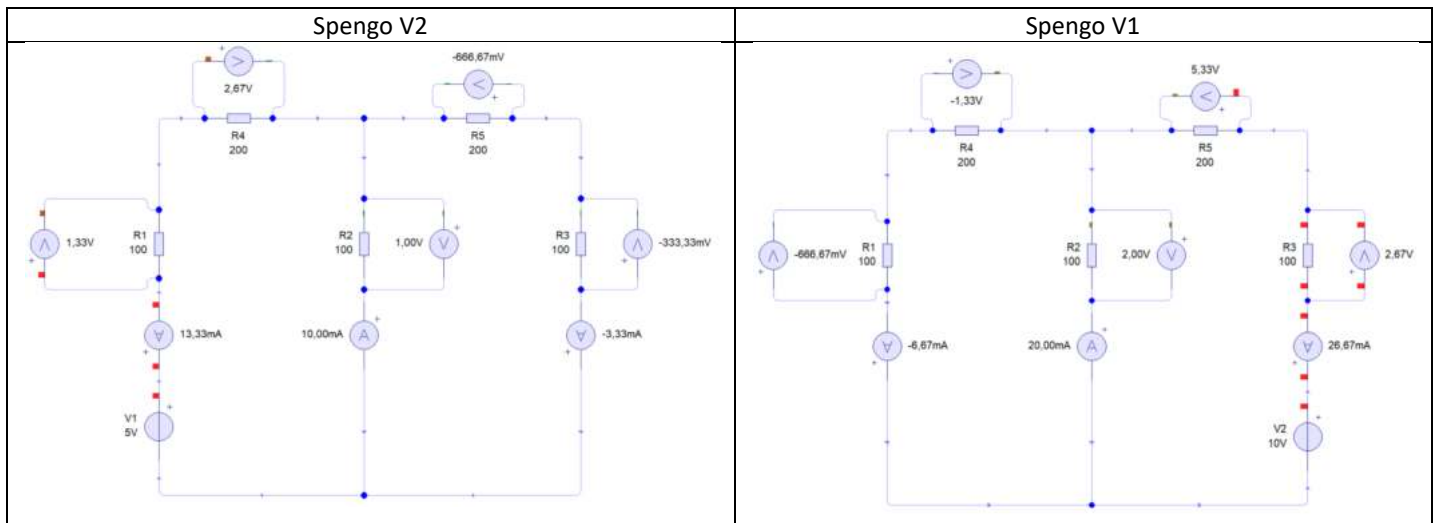 Spengo V2
2,67V
-666,67mV
R4
200
R5
200
1,33V
R1
100
R2
100
1,00V
R3
100
-333,33mV
13,33mA
10,00mA
A
-3,33mA
V1
5V
Spengo V1
-1,33V
5,33V
R4
200
R5
200
-666,67mV
R1
100
R2
100
2,00V
R3
100
2,67V
-6,67mA
20,00mA
A
26,67mA
V2
10V